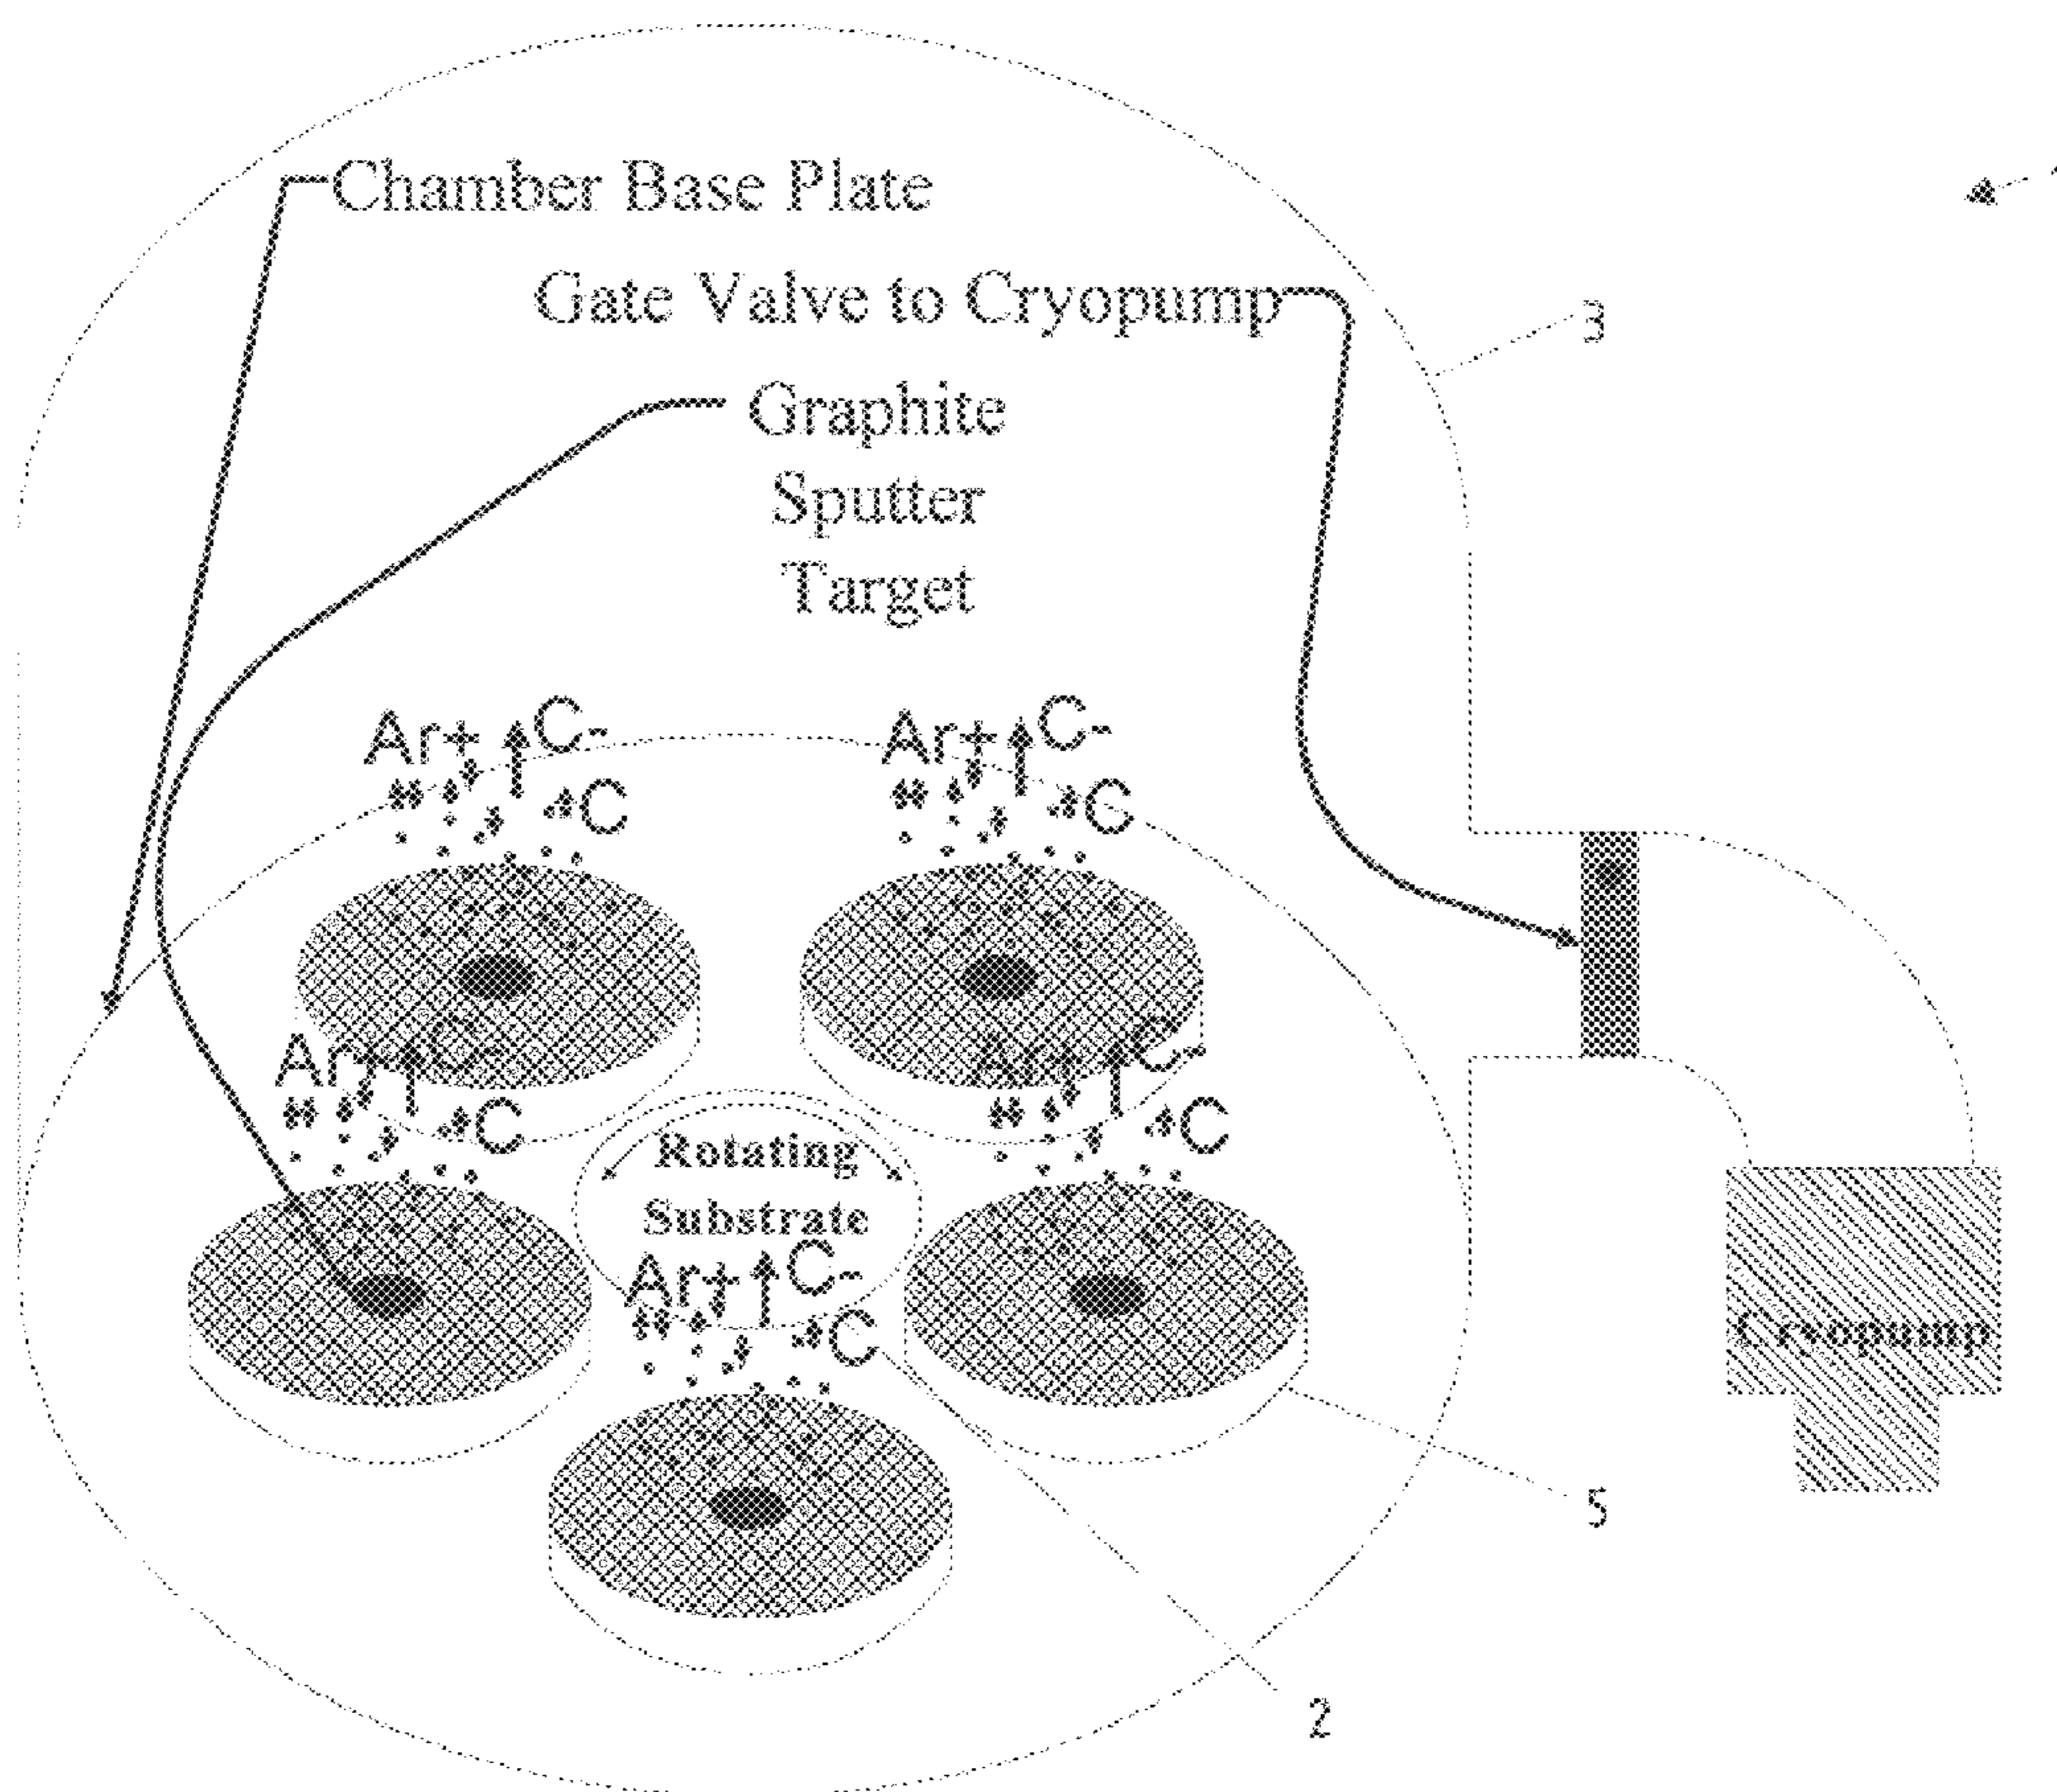 Chamber Base Plate
Gate Valve to Cryopump
3
Graphite
Sputter
Target
Ar+ C- Ar+ C-
C C
Ar+ C- Ar+ C-
C C
Rotating
Substrate
Ar+ C-
C
Cryopump
5
2